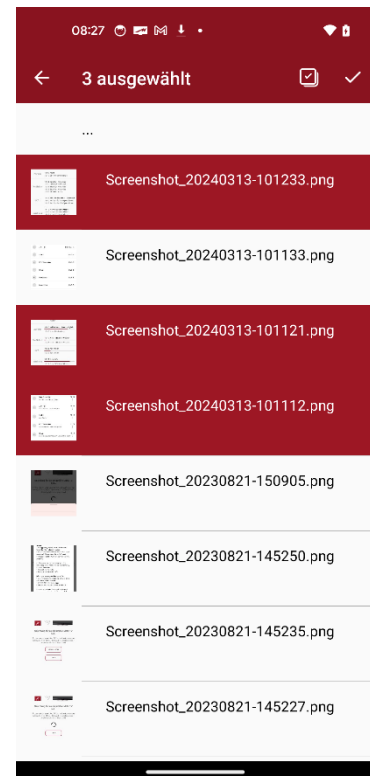 08:27
3 ausgewählt
...
Screenshot_20240313-101233.png
Screenshot_20240313-101133.png
Screenshot_20240313-101121.png
Screenshot_20240313-101112.png
Screenshot_20230821-150905.png
Screenshot_20230821-145250.png
Screenshot_20230821-145235.png
Screenshot_20230821-145227.png